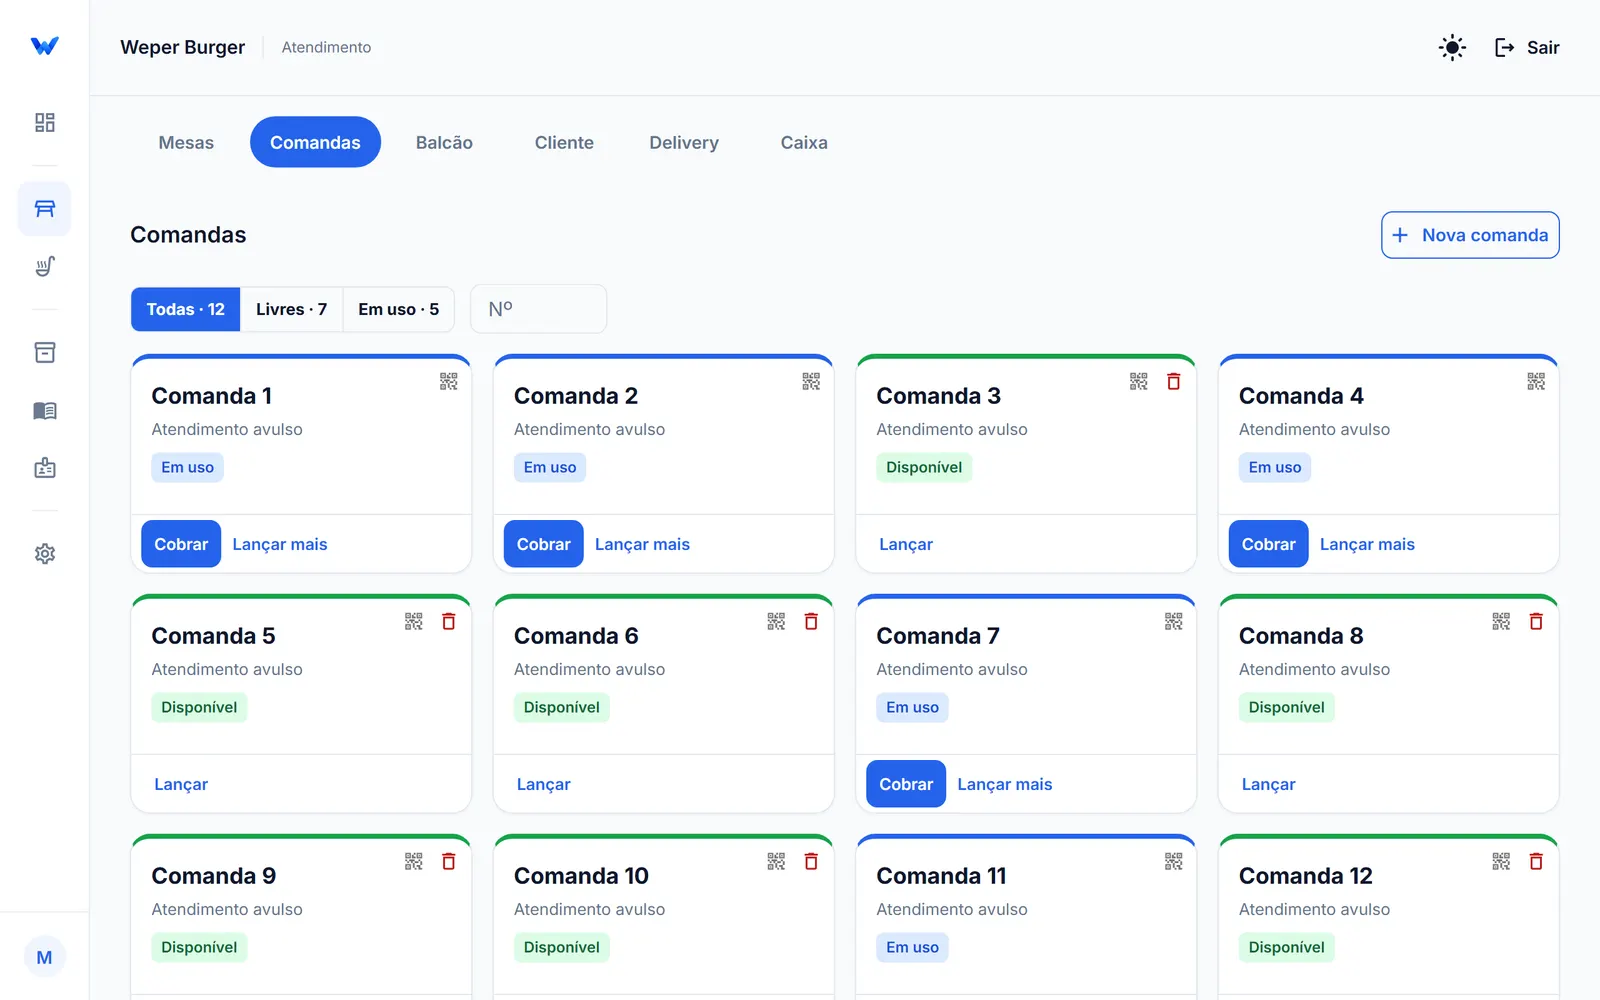 Weper Burger
Atendimento
Sair
Mesas
Comandas
Balcão
Cliente
Delivery
Caixa
Comandas
+ Nova comanda
Todas · 12
Livres · 7
Em uso · 5
Nº
Comanda 1
Atendimento avulso
Em uso
Cobrar
Lançar mais
Comanda 2
Atendimento avulso
Em uso
Cobrar
Lançar mais
Comanda 3
Atendimento avulso
Disponível
Lançar
Comanda 4
Atendimento avulso
Em uso
Cobrar
Lançar mais
Comanda 5
Atendimento avulso
Disponível
Lançar
Comanda 6
Atendimento avulso
Disponível
Lançar
Comanda 7
Atendimento avulso
Em uso
Cobrar
Lançar mais
Comanda 8
Atendimento avulso
Disponível
Lançar
Comanda 9
Atendimento avulso
Disponível
Comanda 10
Atendimento avulso
Disponível
Comanda 11
Atendimento avulso
Em uso
Comanda 12
Atendimento avulso
Disponível
M